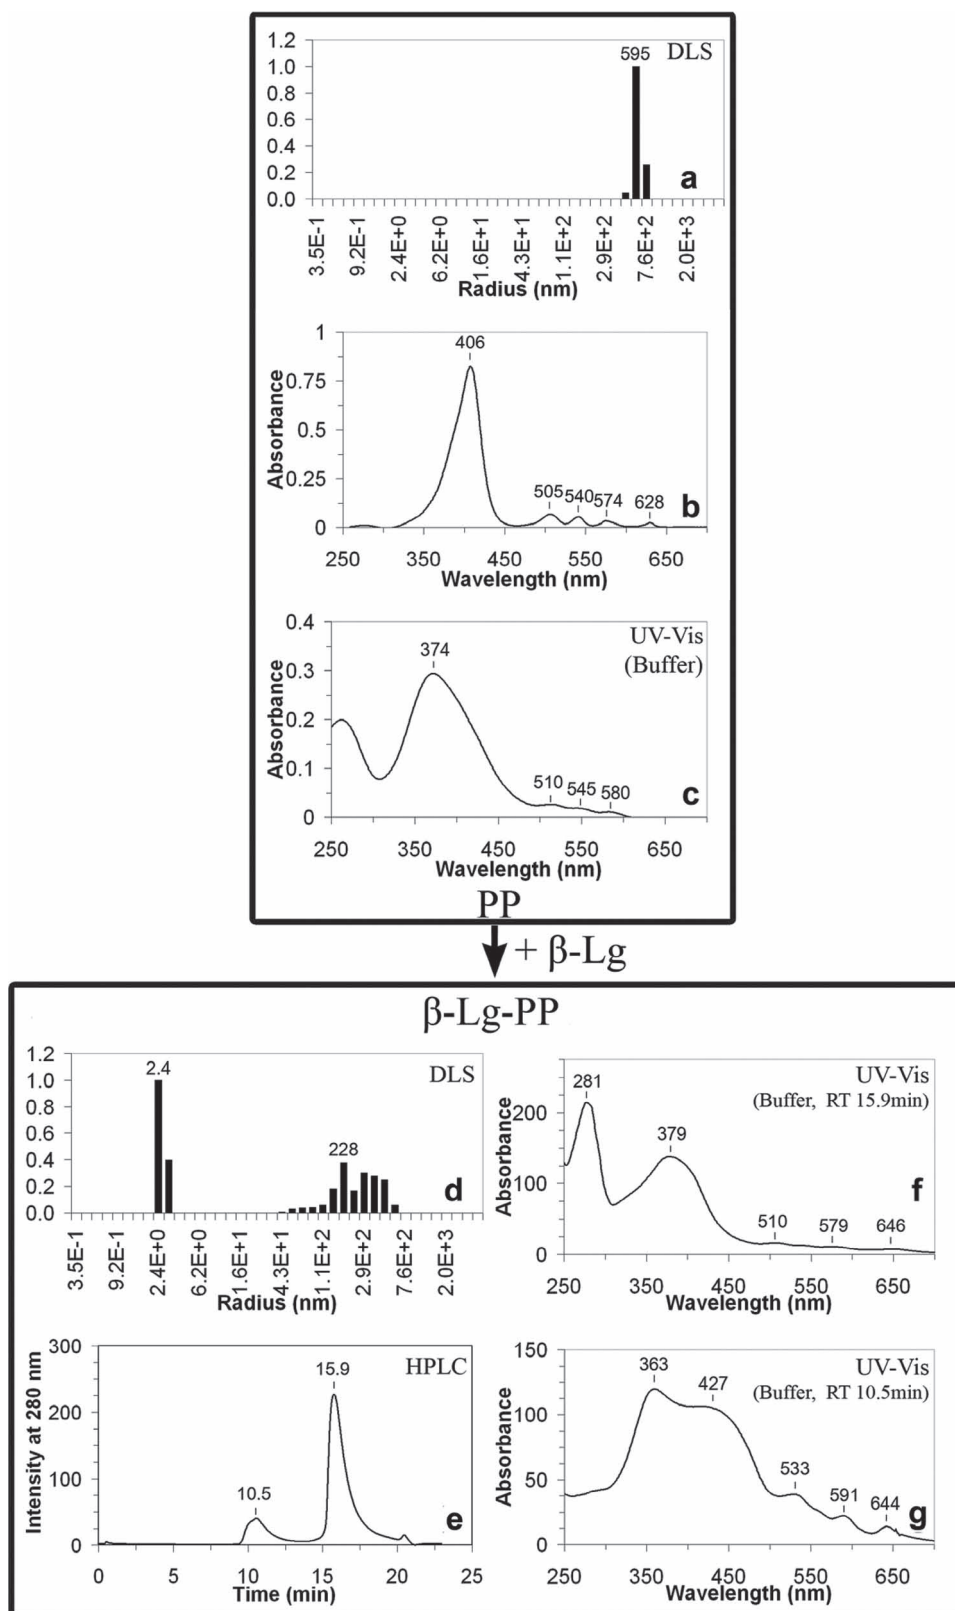 1.2
1.0
0.8
0.6
0.4
0.2
0.0
595
DLS
a
3.5E-1
9.2E-1
2.4E+0
6.2E+0
1.6E+1
4.3E+1
1.1E+2
2.9E+2
7.6E+2
2.0E+3
Radius (nm)
1
0.75
0.5
0.25
0
Absorbance
406
505
540
574
628
b
250 350 450 550 650
Wavelength (nm)
0.4
0.3
0.2
0.1
0
Absorbance
374
510
545
580
UV-Vis
(Buffer)
c
250 350 450 550 650
Wavelength (nm)
PP
+ β-Lg
β-Lg-PP
1.2
1.0
0.8
0.6
0.4
0.2
0.0
2.4
228
DLS
d
3.5E-1
9.2E-1
2.4E+0
6.2E+0
1.6E+1
4.3E+1
1.1E+2
2.9E+2
7.6E+2
2.0E+3
Radius (nm)
200
100
0
Absorbance
281
379
510
579
646
UV-Vis
(Buffer, RT 15.9min)
f
250 350 450 550 650
Wavelength (nm)
300
200
100
0
Intensity at 280 nm
10.5
15.9
HPLC
e
0 5 10 15 20 25
Time (min)
150
100
50
0
Absorbance
363
427
533
591
644
UV-Vis
(Buffer, RT 10.5min)
g
250 350 450 550 650
Wavelength (nm)